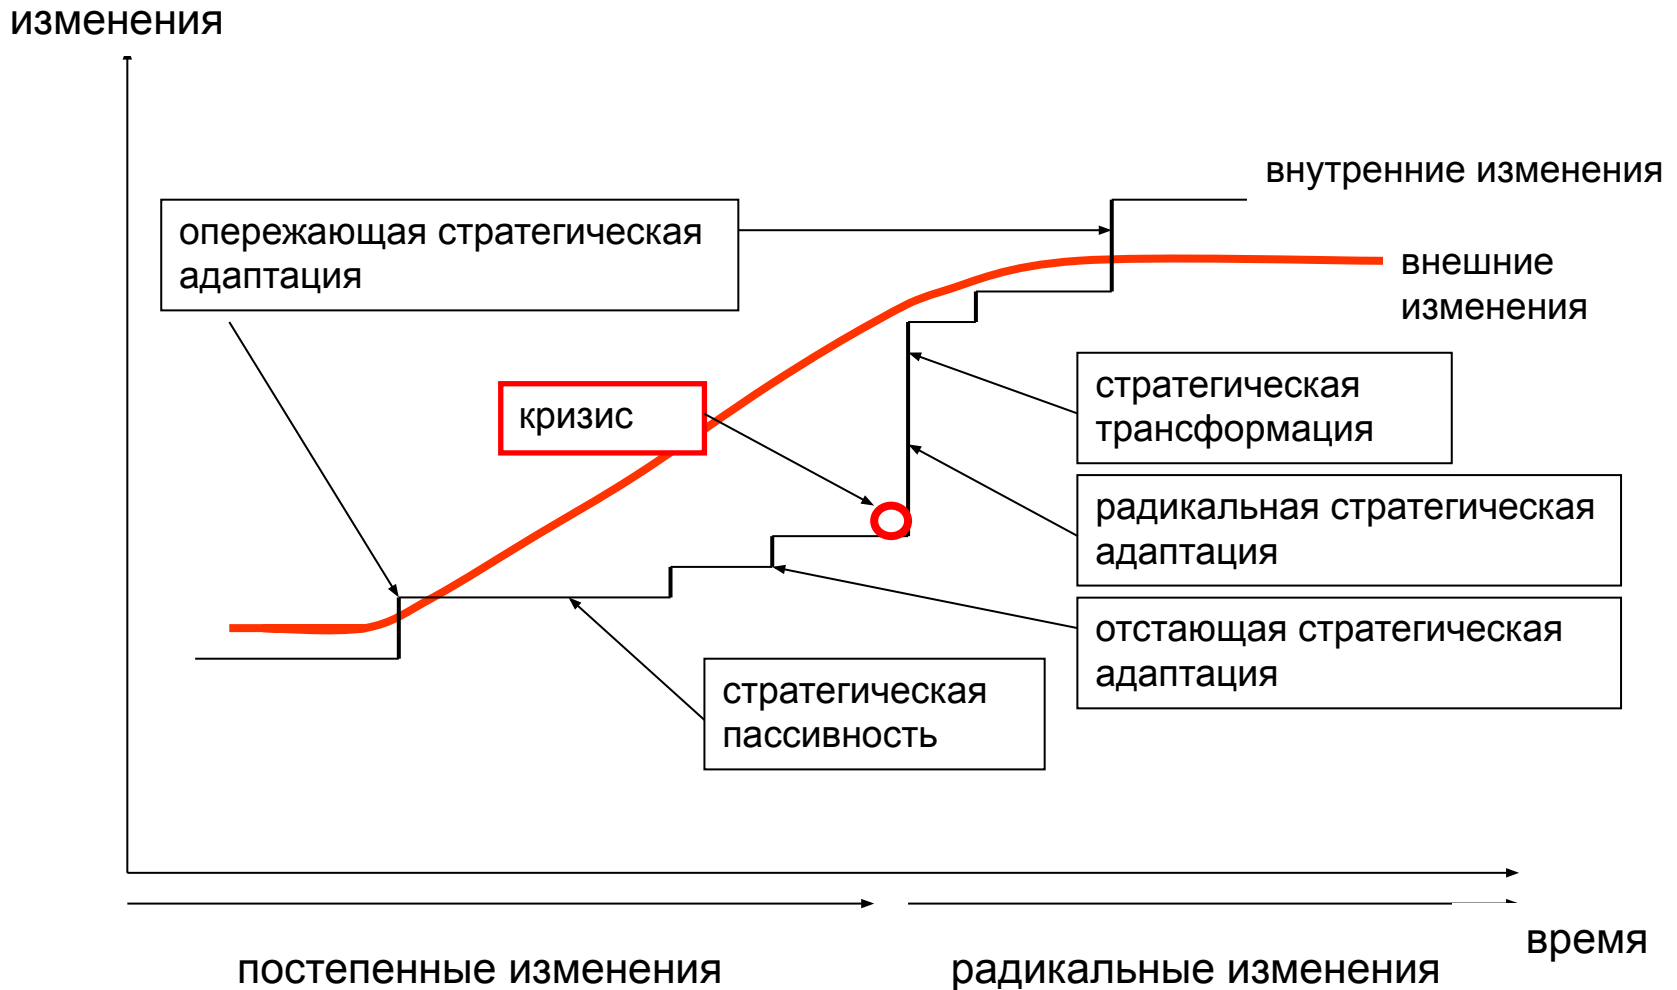 изменения
внутренние изменения
опережающая стратегическая
адаптация
внешние
изменения
кризис
стратегическая
трансформация
радикальная стратегическая
адаптация
отстающая стратегическая
адаптация
стратегическая
пассивность
время
постепенные изменения
радикальные изменения